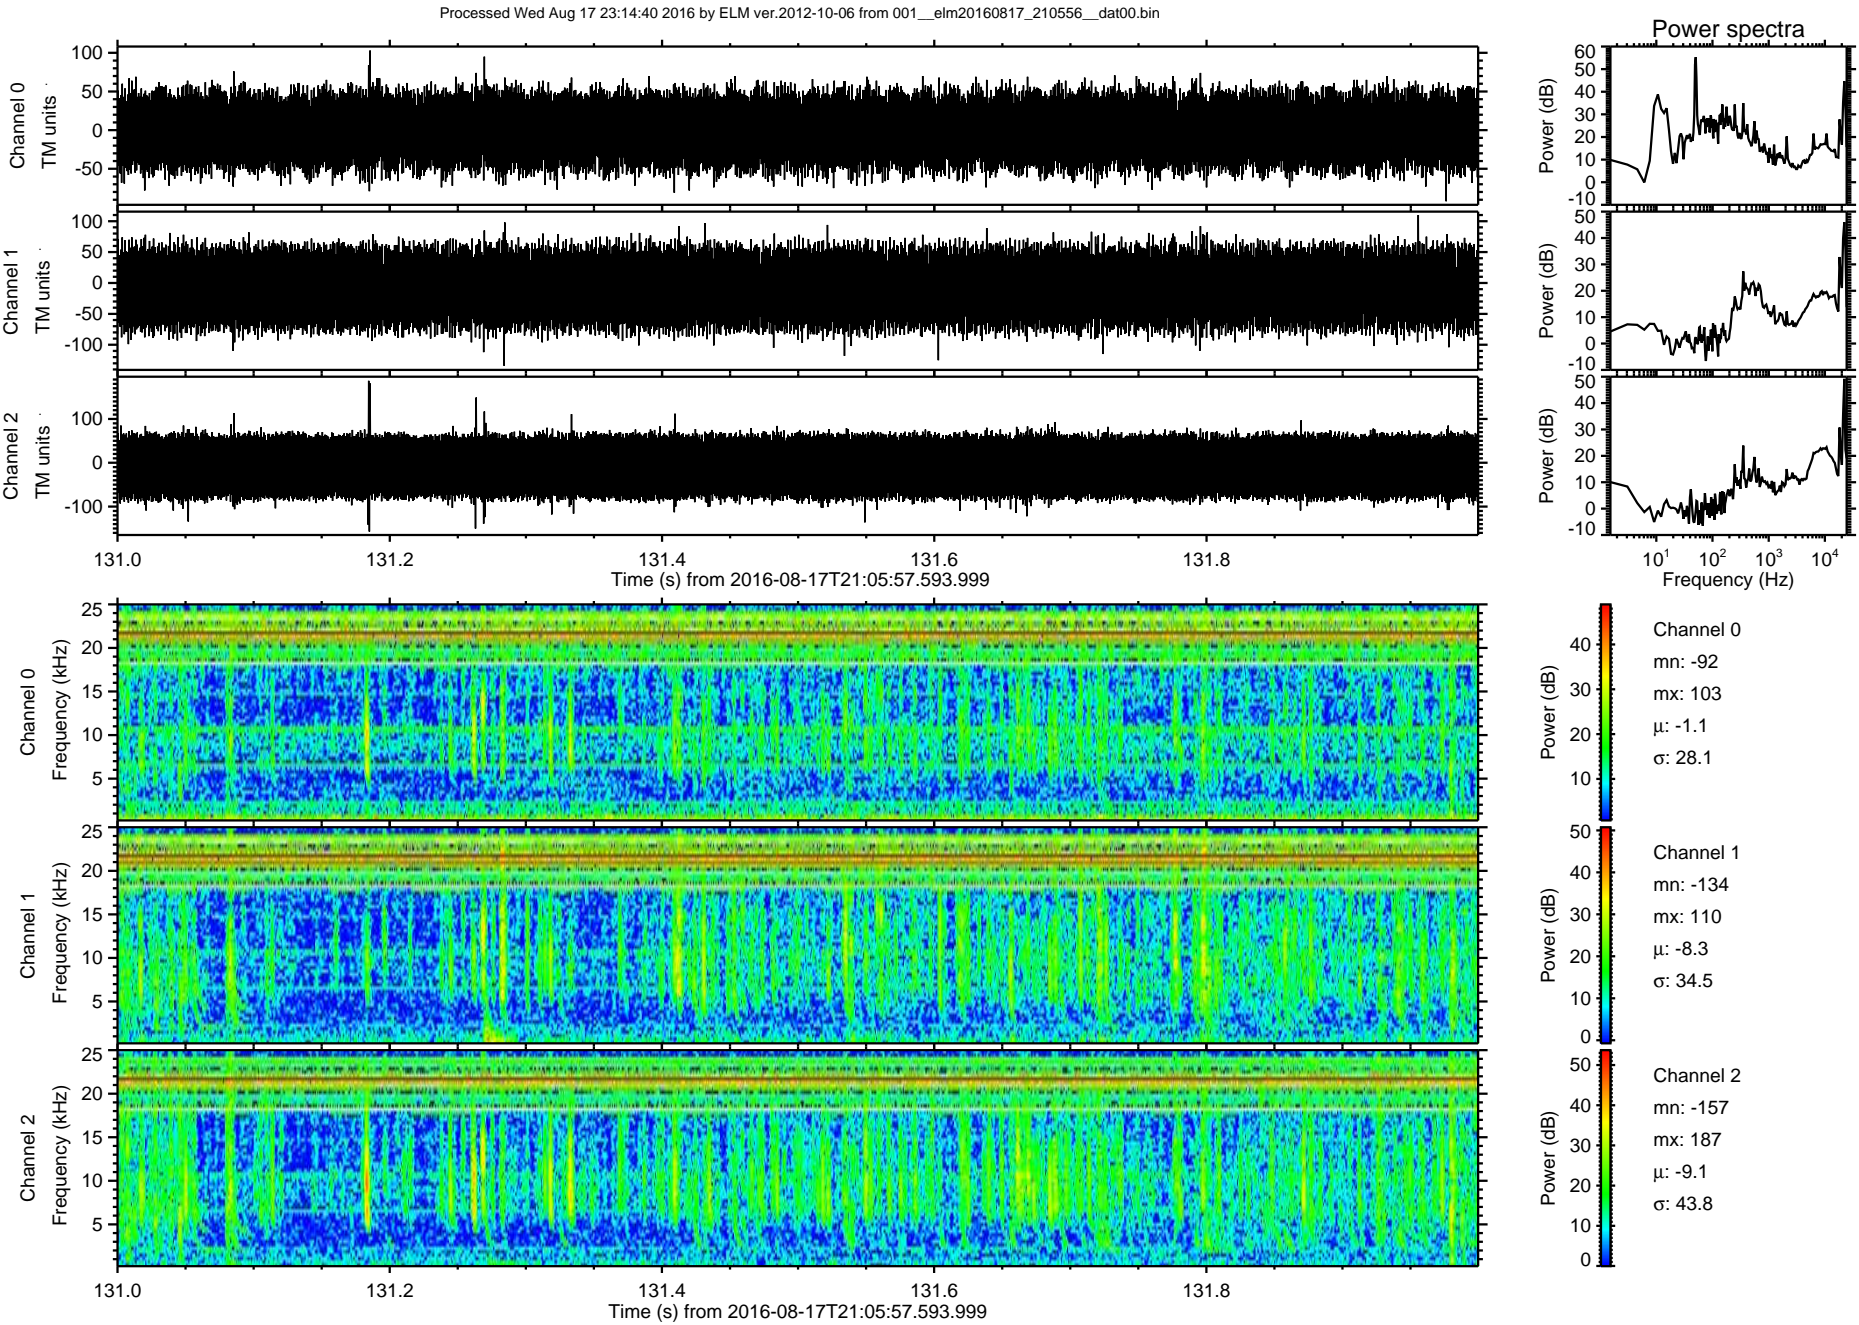 Processed Wed Aug 17 23:14:40 2016 by ELM ver.2012-10-06 from 001__elm20160817_210556__dat00.bin
Power spectra
Channel 0
TM units
100
50
0
-50
Power (dB)
60
50
40
30
20
10
0
-10
Channel 1
TM units
100
50
0
-50
-100
Power (dB)
50
40
30
20
10
0
-10
Channel 2
TM units
100
0
-100
Power (dB)
50
40
30
20
10
0
-10
131.0 131.2 131.4 131.6 131.8
Time (s) from 2016-08-17T21:05:57.593.999
10^1 10^2 10^3 10^4
Frequency (Hz)
Channel 0
Frequency (kHz)
25
20
15
10
5
Power (dB)
40
30
20
10
Channel 0
mn: -92
mx: 103
μ: -1.1
σ: 28.1
Channel 1
Frequency (kHz)
25
20
15
10
5
Power (dB)
50
40
30
20
10
0
Channel 1
mn: -134
mx: 110
μ: -8.3
σ: 34.5
Channel 2
Frequency (kHz)
25
20
15
10
5
Power (dB)
50
40
30
20
10
0
Channel 2
mn: -157
mx: 187
μ: -9.1
σ: 43.8
131.0 131.2 131.4 131.6 131.8
Time (s) from 2016-08-17T21:05:57.593.999